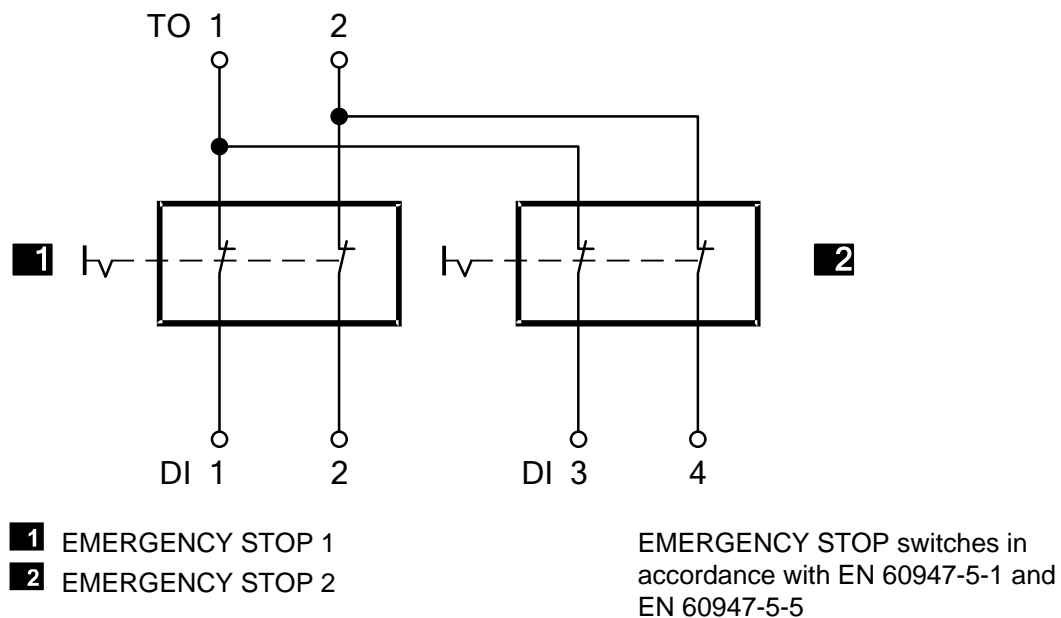 TO 1 2
1
2
DI 1 2 DI 3 4
1 EMERGENCY STOP 1
2 EMERGENCY STOP 2
EMERGENCY STOP switches in
accordance with EN 60947-5-1 and
EN 60947-5-5